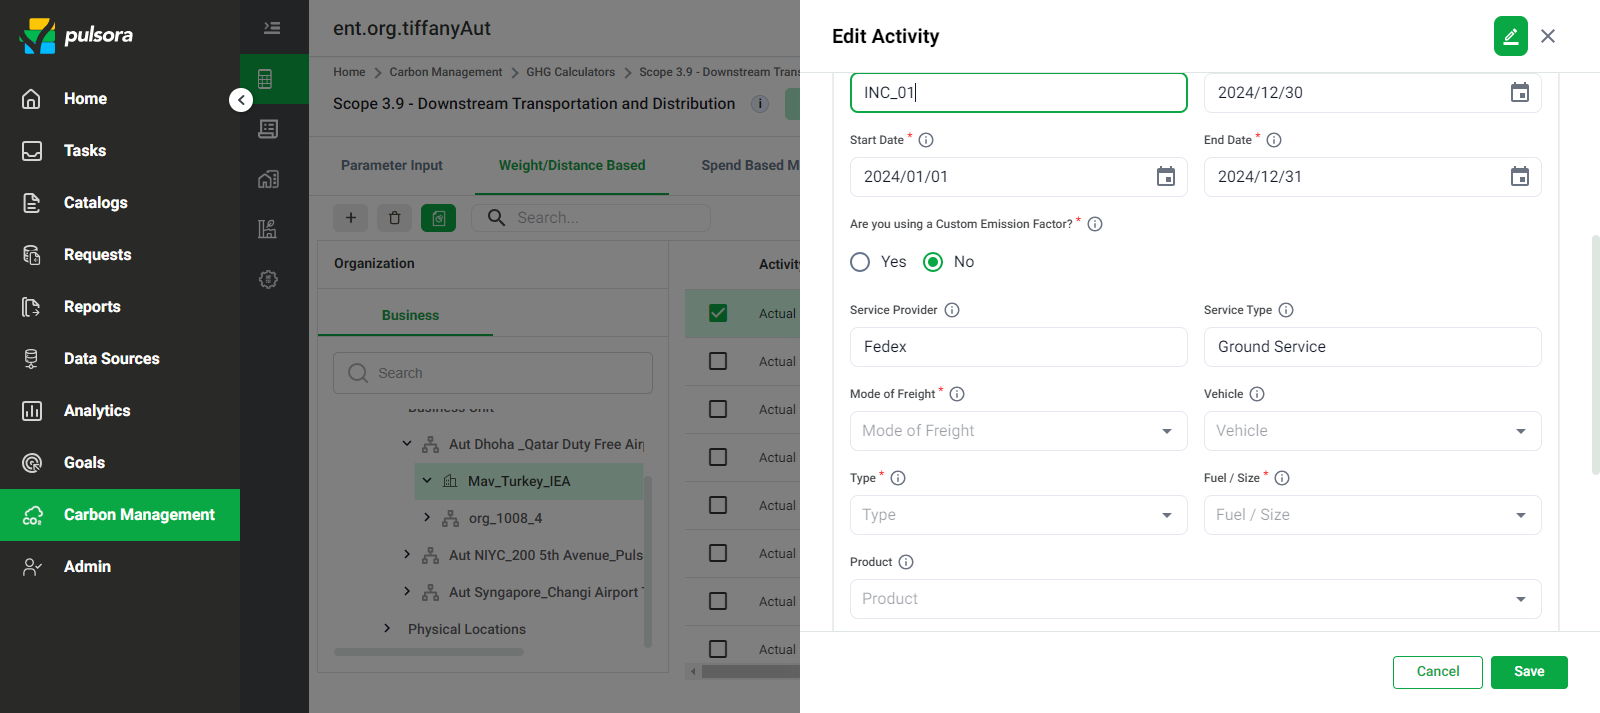 pulsora
Home
Tasks
Catalogs
Requests
Reports
Data Sources
Analytics
Goals
CO₂
Carbon Management
Admin
ent.org.tiffanyAut
Home > Carbon Management > GHG Calculators > Scope 3.9 - Downstream Trans
Scope 3.9 - Downstream Transportation and Distribution
Parameter Input
Weight/Distance Based
Spend Based M
Search...
Organization
Business
Search
Business Unit
Aut Dhoha _Qatar Duty Free Air
Mav_Turkey_IEA
org_1008_4
Aut NIYC_200 5th Avenue_Puls
Aut Syngapore_Changi Airport T
Physical Locations
Activity
Actual
Actual
Actual
Actual
Actual
Actual
Actual
Actual
Edit Activity
INC_01
2024/12/30
Start Date *
End Date *
2024/01/01
2024/12/31
Are you using a Custom Emission Factor? *
Yes
No
Service Provider
Service Type
Fedex
Ground Service
Mode of Freight *
Vehicle
Mode of Freight
Vehicle
Type *
Fuel / Size *
Type
Fuel / Size
Product
Product
Cancel
Save